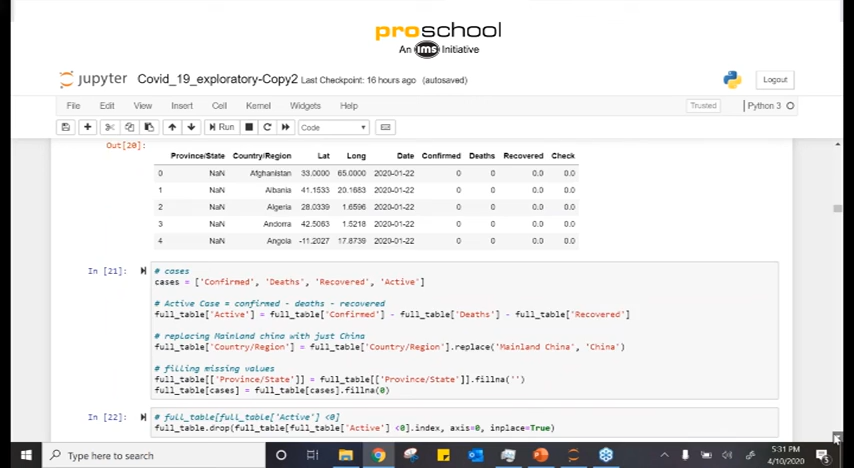 proschool
An ims Initiative
jupyter Covid_19_exploratory-Copy2 Last Checkpoint: 16 hours ago (autosaved) Logout
File Edit View Insert Cell Kernel Widgets Help Trusted Python 3
Run Code
Out[20]:
Province/State Country/Region Lat Long Date Confirmed Deaths Recovered Check
0 NaN Afghanistan 33.0000 65.0000 2020-01-22 0 0 0.0 0.0
1 NaN Albania 41.1533 20.1683 2020-01-22 0 0 0.0 0.0
2 NaN Algeria 28.0339 1.6596 2020-01-22 0 0 0.0 0.0
3 NaN Andorra 42.5063 1.5218 2020-01-22 0 0 0.0 0.0
4 NaN Angola -11.2027 17.8739 2020-01-22 0 0 0.0 0.0
In [21]: # cases
cases = ['Confirmed', 'Deaths', 'Recovered', 'Active']
# Active Case = confirmed - deaths - recovered
full_table['Active'] = full_table['Confirmed'] - full_table['Deaths'] - full_table['Recovered']
# replacing Mainland china with just China
full_table['Country/Region'] = full_table['Country/Region'].replace('Mainland China', 'China')
# filling missing values
full_table[['Province/State']] = full_table[['Province/State']].fillna('')
full_table[cases] = full_table[cases].fillna(0)
In [22]: # full_table[full_table['Active'] <0]
full_table.drop(full_table[full_table['Active'] <0].index, axis=0, inplace=True)
Type here to search
5:31 PM
4/10/2020